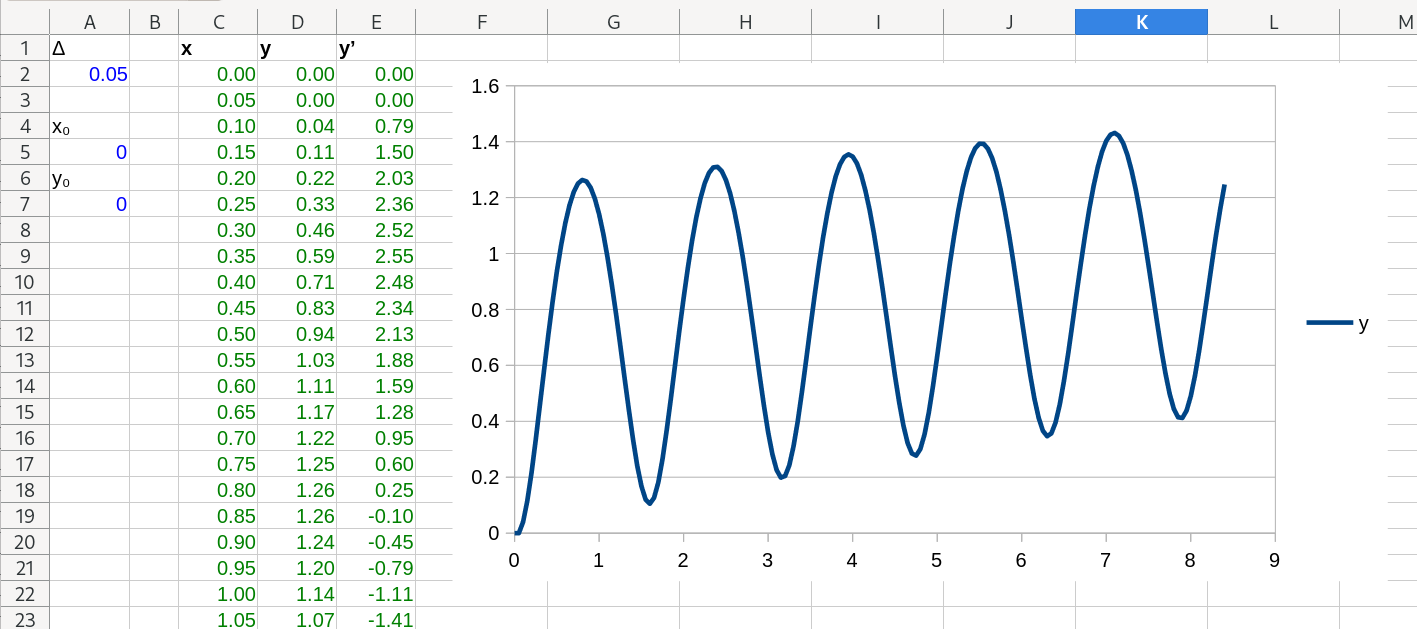 A B C D E F G H I J K L M
1 Δ x y y’
2 0.05 0.00 0.00 0.00
3 0.05 0.00 0.00
4 x₀ 0.10 0.04 0.79
5 0 0.15 0.11 1.50
6 y₀ 0.20 0.22 2.03
7 0 0.25 0.33 2.36
8 0.30 0.46 2.52
9 0.35 0.59 2.55
10 0.40 0.71 2.48
11 0.45 0.83 2.34
12 0.50 0.94 2.13
13 0.55 1.03 1.88
14 0.60 1.11 1.59
15 0.65 1.17 1.28
16 0.70 1.22 0.95
17 0.75 1.25 0.60
18 0.80 1.26 0.25
19 0.85 1.26 -0.10
20 0.90 1.24 -0.45
21 0.95 1.20 -0.79
22 1.00 1.14 -1.11
23 1.05 1.07 -1.41
1.6
1.4
1.2
1
0.8
0.6
0.4
0.2
0
0 1 2 3 4 5 6 7 8 9
y